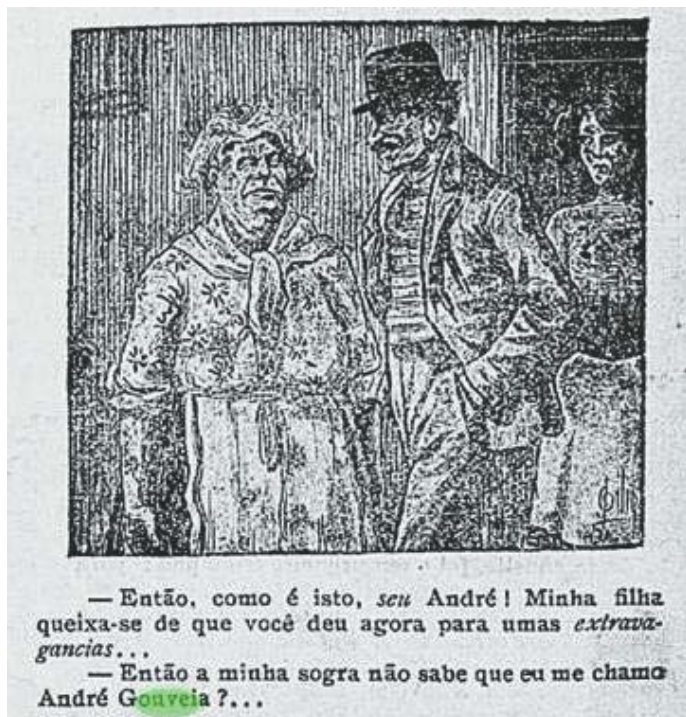 — Então, como é isto, seu André! Minha filha
queixa-se de que você deu agora para umas extrava-
gancias...
— Então a minha sogra não sabe que eu me chamo
André Gouveia?...